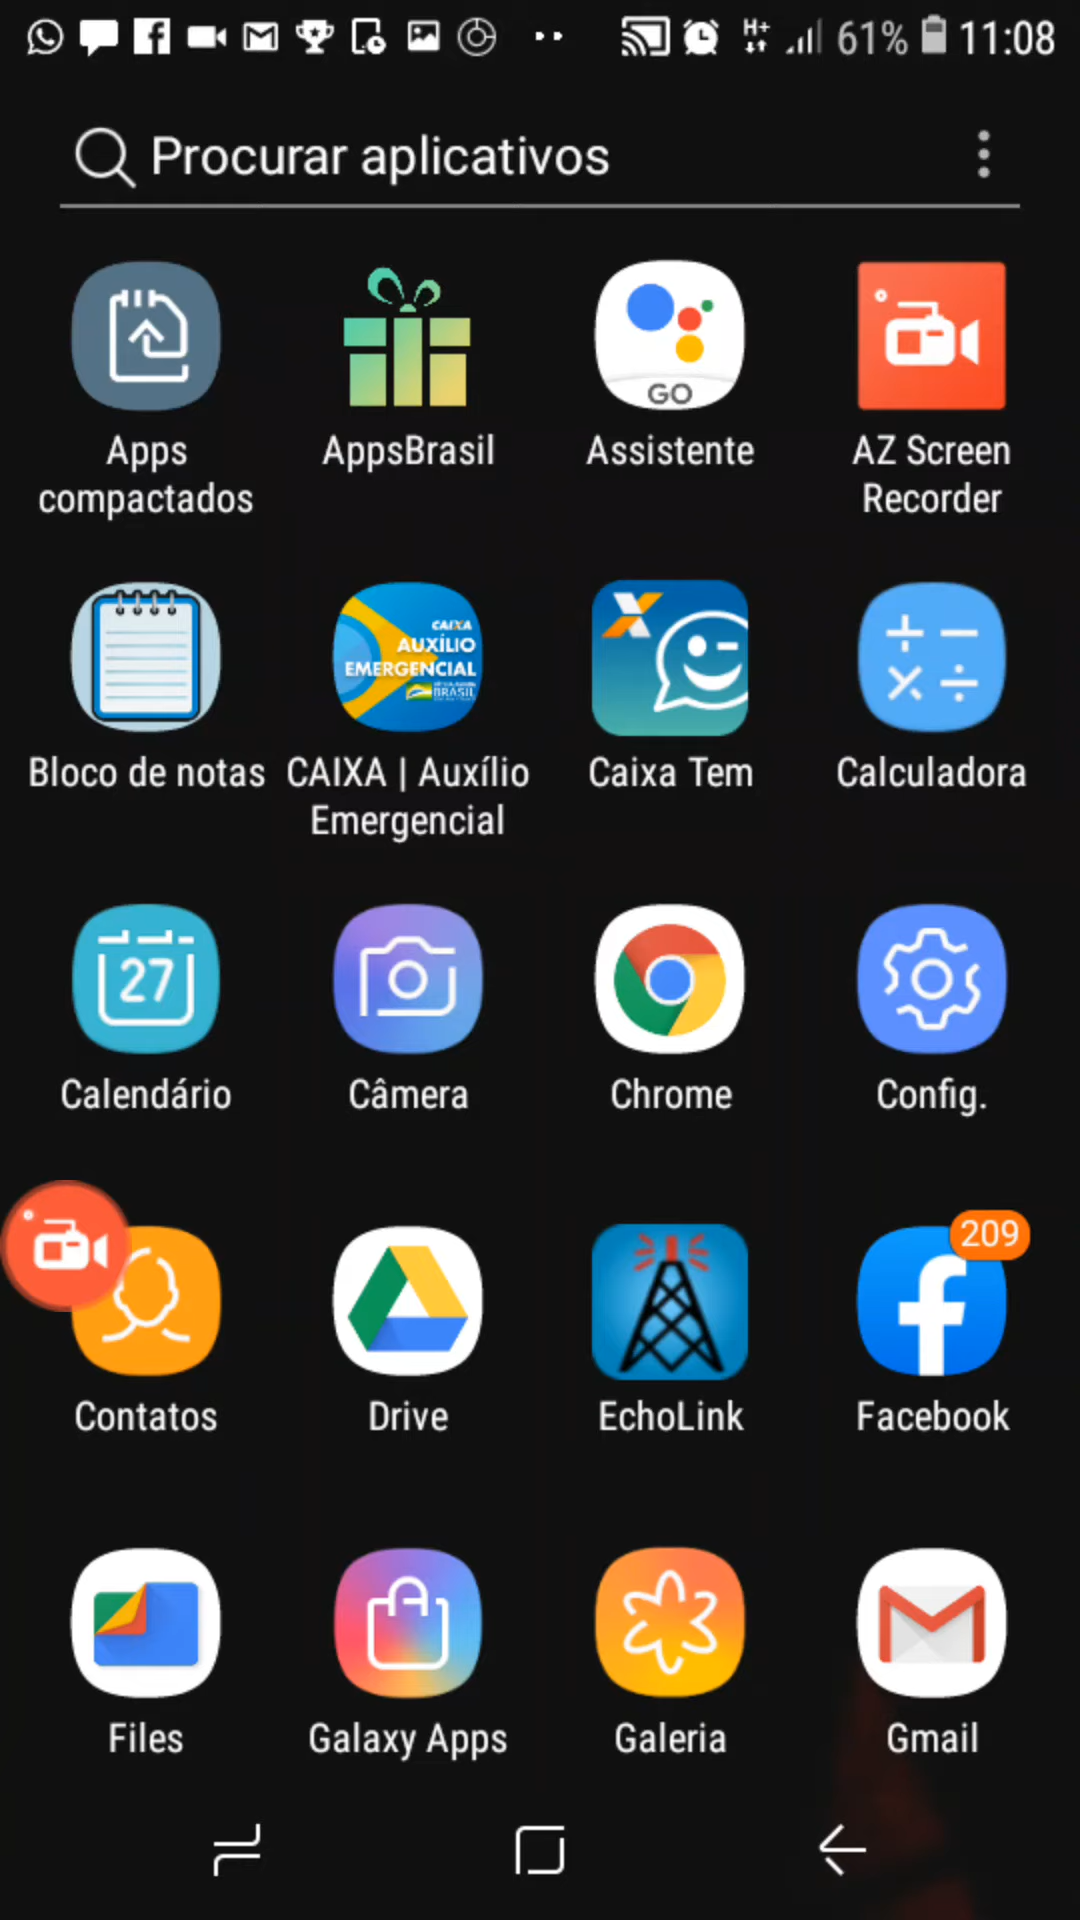 H+ 61% 11:08
Procurar aplicativos
GO
Apps
compactados
AppsBrasil
Assistente
AZ Screen
Recorder
CAIXA
AUXÍLIO
EMERGENCIAL
BRASIL
Bloco de notas
CAIXA | Auxílio
Emergencial
Caixa Tem
Calculadora
27
Calendário
Câmera
Chrome
Config.
209
Contatos
Drive
EchoLink
Facebook
Files
Galaxy Apps
Galeria
Gmail